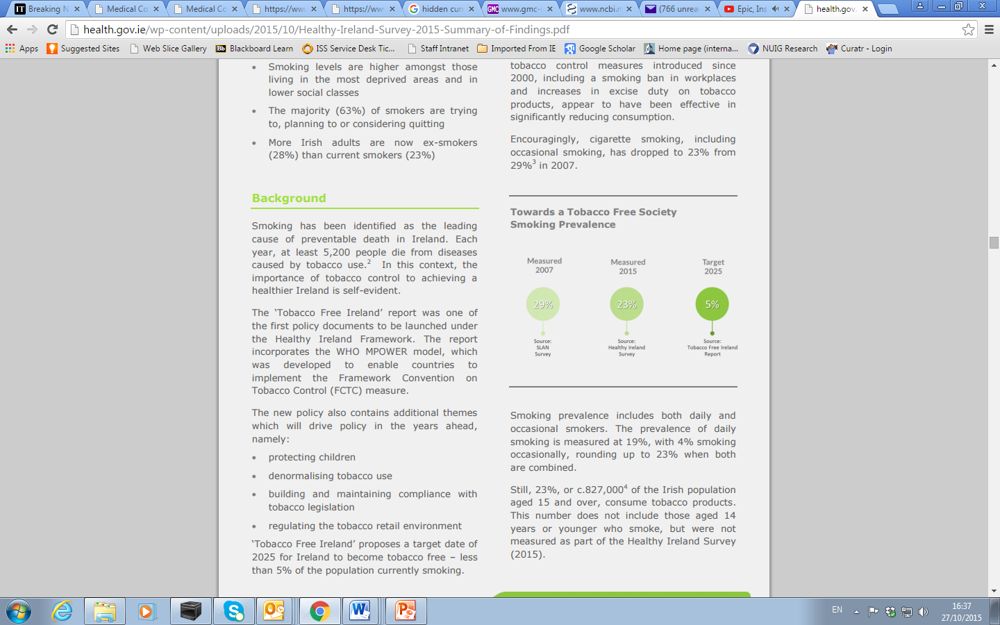 Breaking N
Medical Co
Medical Co
https://ww
https://ww
hidden cur
www.gmc-
www.ncbi.n
(766 unrea
Epic, Ins
health.gov.
health.gov.ie/wp-content/uploads/2015/10/Healthy-Ireland-Survey-2015-Summary-of-Findings.pdf
Apps
Suggested Sites
Web Slice Gallery
Blackboard Learn
ISS Service Desk Tic...
Staff Intranet
Imported From IE
Google Scholar
Home page (interna...
NUIG Research
Curatr - Login
• Smoking levels are higher amongst those
living in the most deprived areas and in
lower social classes
• The majority (63%) of smokers are trying
to, planning to or considering quitting
• More Irish adults are now ex-smokers
(28%) than current smokers (23%)
Background
Smoking has been identified as the leading
cause of preventable death in Ireland. Each
year, at least 5,200 people die from diseases
caused by tobacco use.2 In this context, the
importance of tobacco control to achieving a
healthier Ireland is self-evident.
The ‘Tobacco Free Ireland’ report was one of
the first policy documents to be launched under
the Healthy Ireland Framework. The report
incorporates the WHO MPOWER model, which
was developed to enable countries to
implement the Framework Convention on
Tobacco Control (FCTC) measure.
The new policy also contains additional themes
which will drive policy in the years ahead,
namely:
• protecting children
• denormalising tobacco use
• building and maintaining compliance with
tobacco legislation
• regulating the tobacco retail environment
‘Tobacco Free Ireland’ proposes a target date of
2025 for Ireland to become tobacco free – less
than 5% of the population currently smoking.
tobacco control measures introduced since
2000, including a smoking ban in workplaces
and increases in excise duty on tobacco
products, appear to have been effective in
significantly reducing consumption.
Encouragingly, cigarette smoking, including
occasional smoking, has dropped to 23% from
29%3 in 2007.
Towards a Tobacco Free Society
Smoking Prevalence
Measured
2007
29%
Source:
SLAN
Survey
Measured
2015
23%
Source:
Healthy Ireland
Survey
Target
2025
5%
Source:
Tobacco Free Ireland
Report
Smoking prevalence includes both daily and
occasional smokers. The prevalence of daily
smoking is measured at 19%, with 4% smoking
occasionally, rounding up to 23% when both
are combined.
Still, 23%, or c.827,0004 of the Irish population
aged 15 and over, consume tobacco products.
This number does not include those aged 14
years or younger who smoke, but were not
measured as part of the Healthy Ireland Survey
(2015).
EN
16:37
27/10/2015